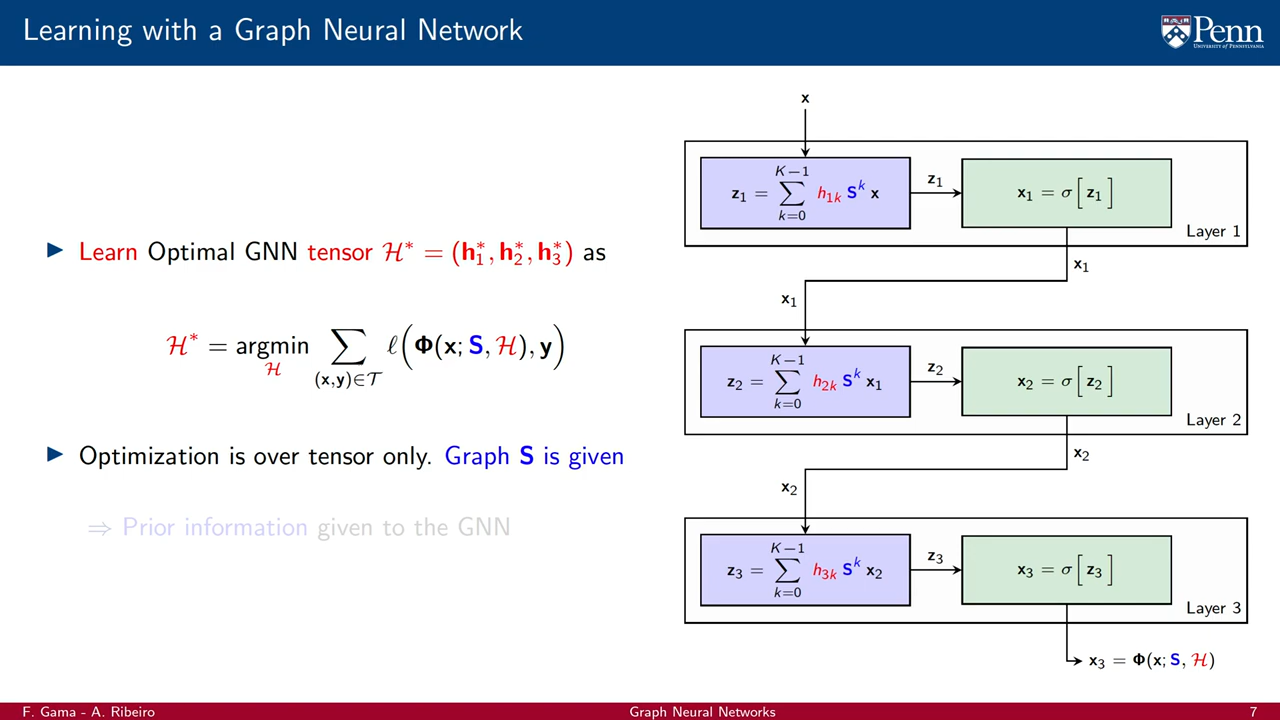 Learning with a Graph Neural Network
Penn
UNIVERSITY of PENNSYLVANIA
▶ Learn Optimal GNN tensor ℋ* = (h₁*, h₂*, h₃*) as
ℋ* = argmin_ℋ ∑_{(x,y)∈𝒯} ℓ(Φ(x; S, ℋ), y)
▶ Optimization is over tensor only. Graph S is given
⇒ Prior information given to the GNN
x
z₁ = ∑_{k=0}^{K−1} h₁ₖ Sᵏ x
z₁
x₁ = σ[z₁]
Layer 1
x₁
x₁
z₂ = ∑_{k=0}^{K−1} h₂ₖ Sᵏ x₁
z₂
x₂ = σ[z₂]
Layer 2
x₂
x₂
z₃ = ∑_{k=0}^{K−1} h₃ₖ Sᵏ x₂
z₃
x₃ = σ[z₃]
Layer 3
x₃ = Φ(x; S, ℋ)
F. Gama - A. Ribeiro
Graph Neural Networks
7